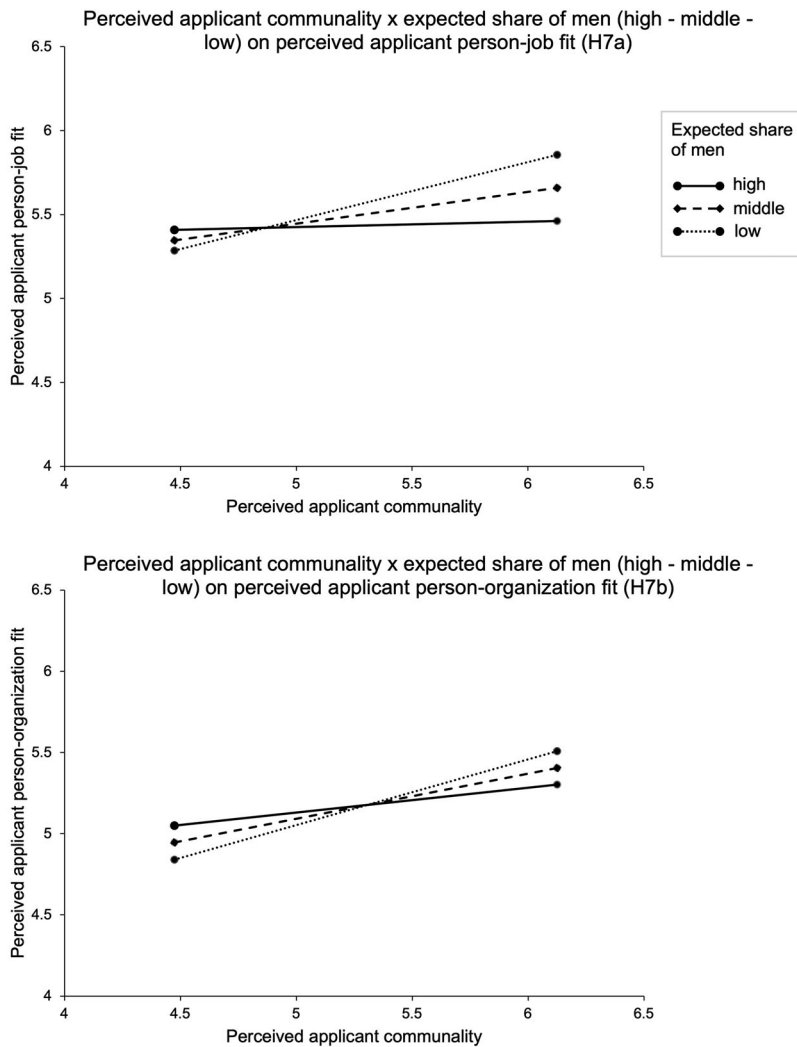 Perceived applicant communality x expected share of men (high - middle -
low) on perceived applicant person-job fit (H7a)
6.5
6
5.5
5
4.5
4
Perceived applicant person-job fit
4 4.5 5 5.5 6 6.5
Perceived applicant communality
Expected share
of men
high
middle
low
Perceived applicant communality x expected share of men (high - middle -
low) on perceived applicant person-organization fit (H7b)
6.5
6
5.5
5
4.5
4
Perceived applicant person-organization fit
4 4.5 5 5.5 6 6.5
Perceived applicant communality